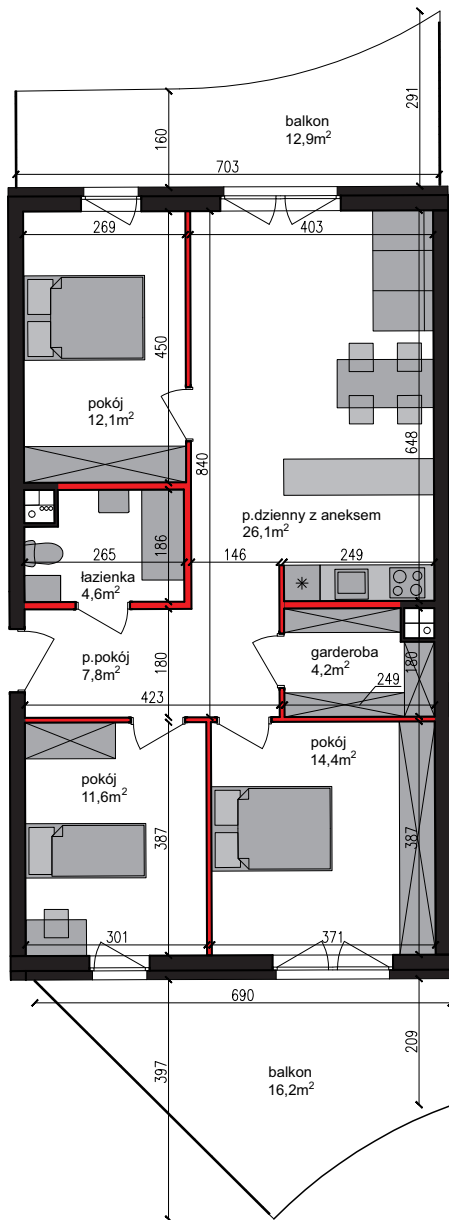 291
160
balkon
12,9m²
703
269
403
450
pokój
12,1m²
648
840
p.dzienny z aneksem
26,1m²
265
186
146
249
łazienka
4,6m²
p.pokój
7,8m²
180
garderoba
4,2m²
180
249
423
pokój
14,4m²
pokój
11,6m²
387
387
301
371
690
397
209
balkon
16,2m²